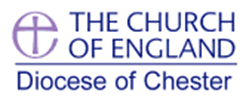 THE CHURCH
OF ENGLAND
Diocese of Chester